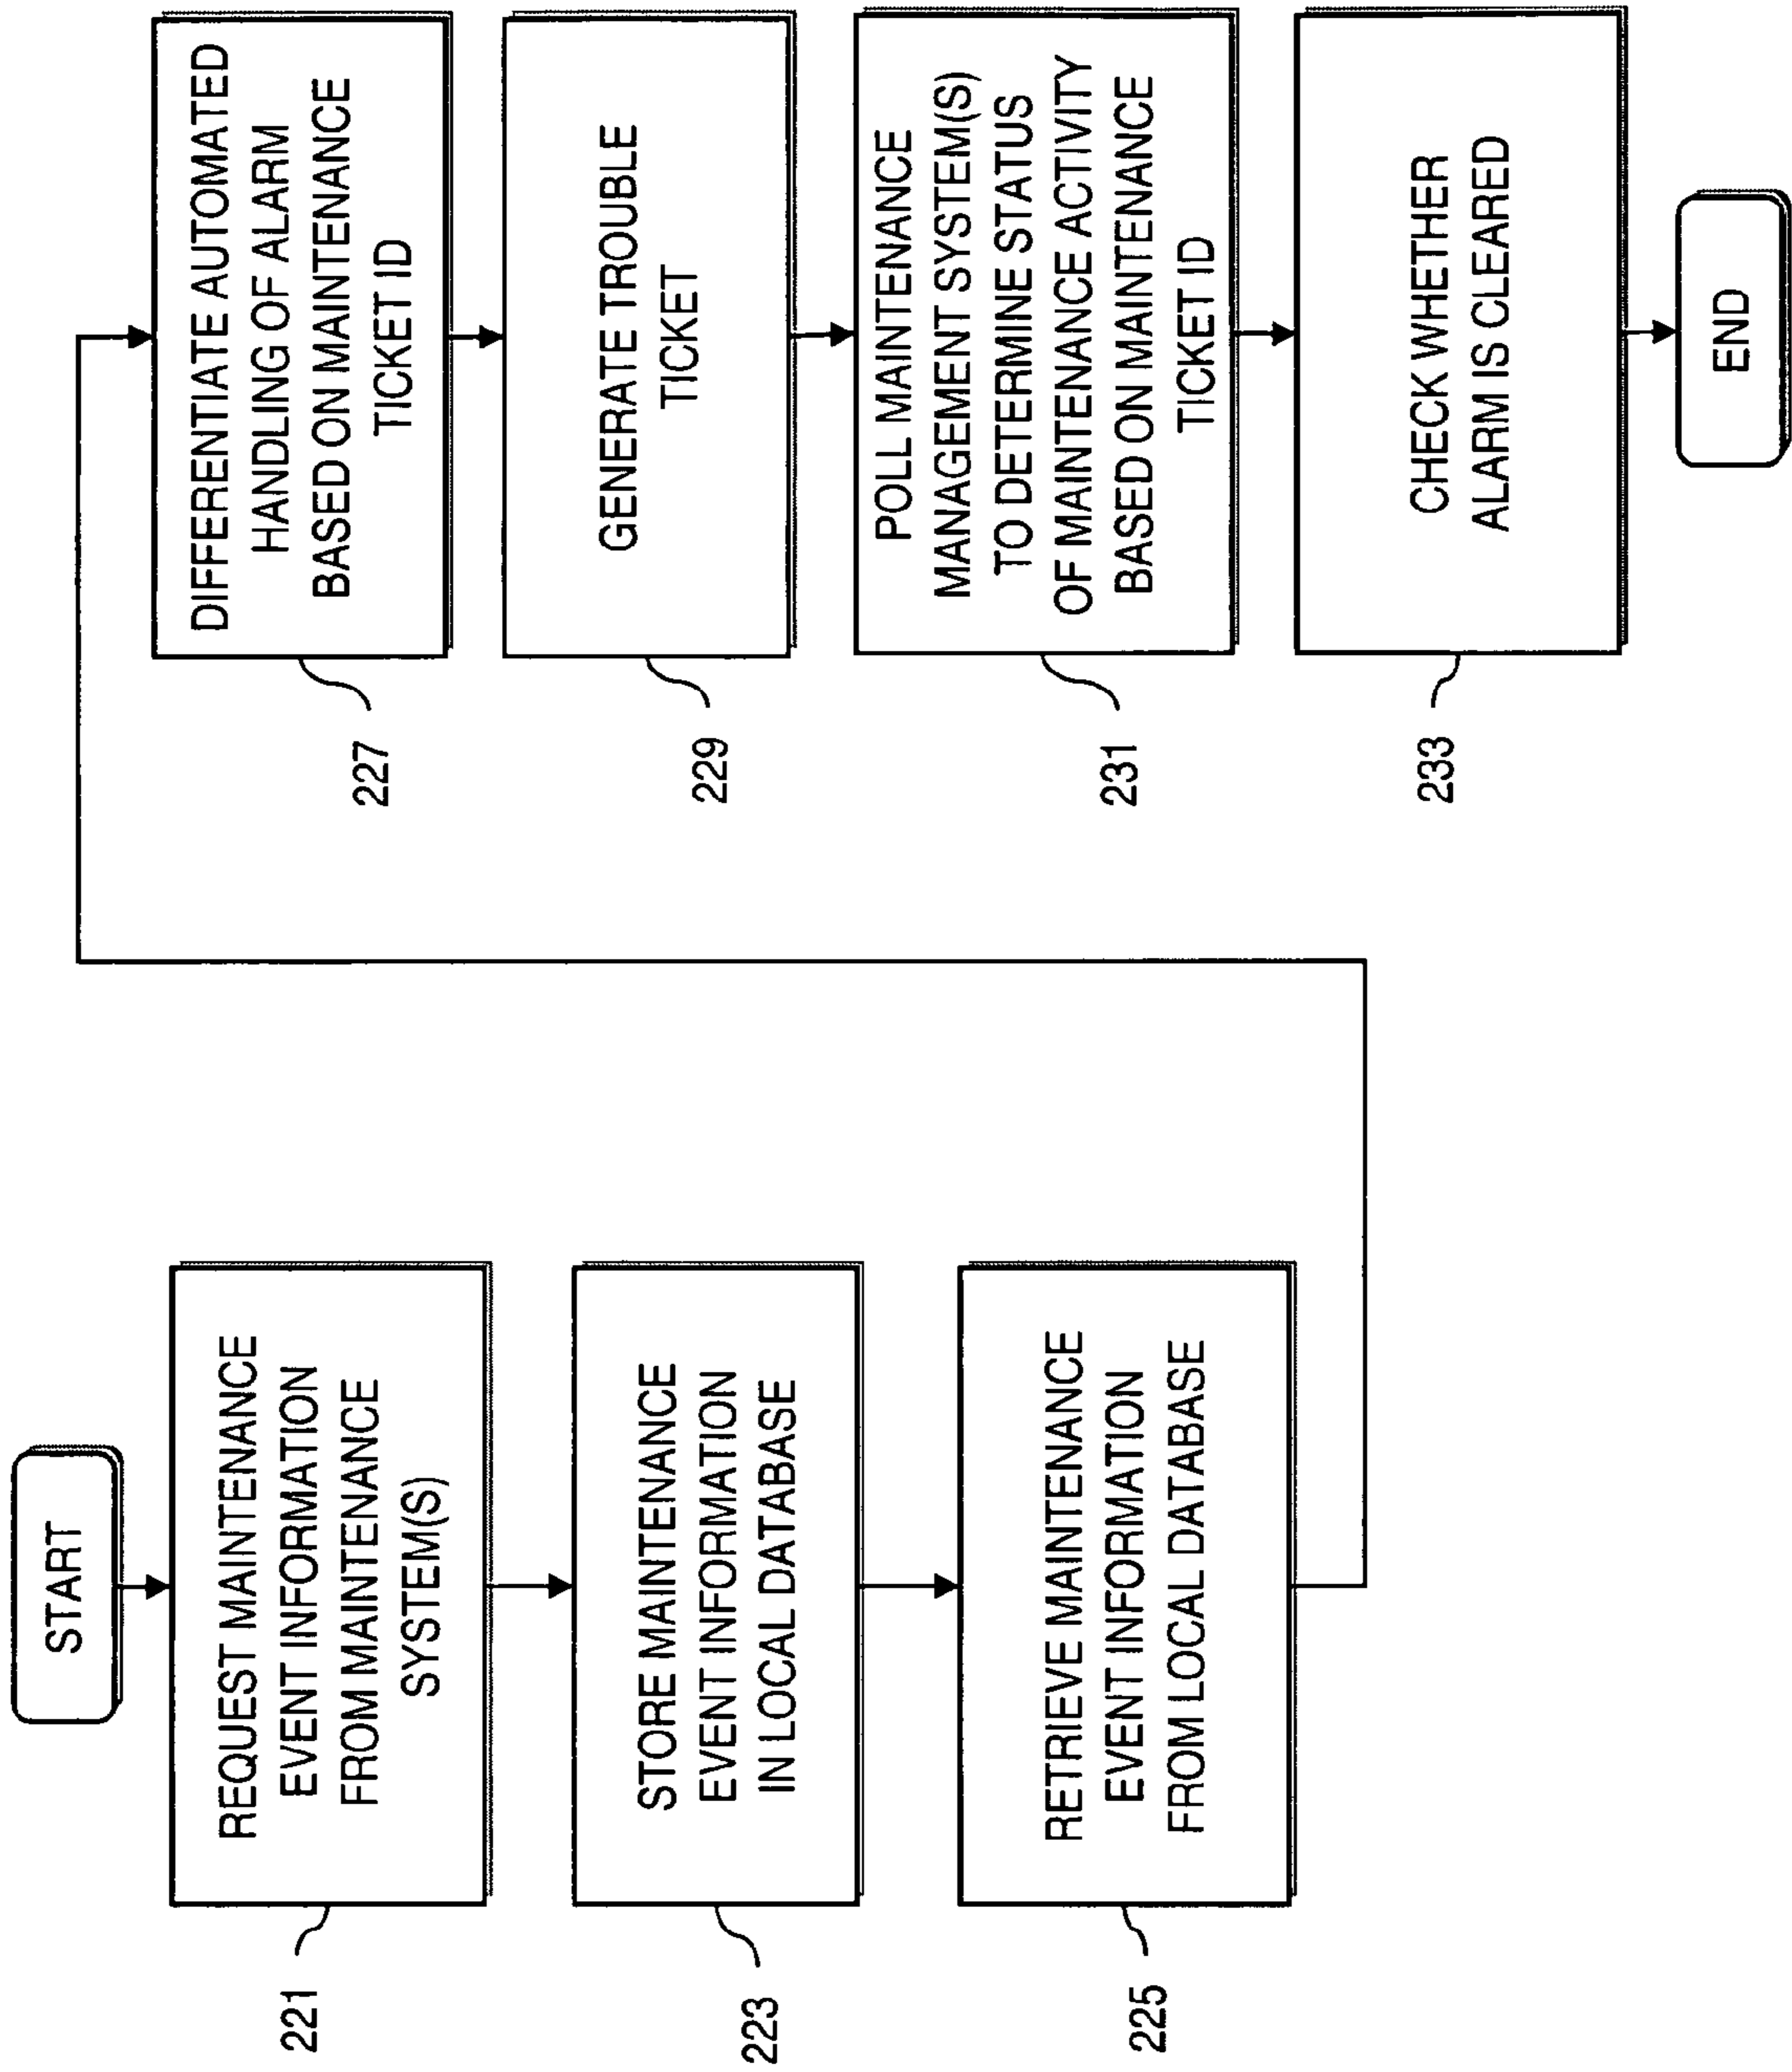 START
221
REQUEST MAINTENANCE
EVENT INFORMATION
FROM MAINTENANCE
SYSTEM(S)
223
STORE MAINTENANCE
EVENT INFORMATION
IN LOCAL DATABASE
225
RETRIEVE MAINTENANCE
EVENT INFORMATION
FROM LOCAL DATABASE
227
DIFFERENTIATE AUTOMATED
HANDLING OF ALARM
BASED ON MAINTENANCE
TICKET ID
229
GENERATE TROUBLE
TICKET
231
POLL MAINTENANCE
MANAGEMENT SYSTEM(S)
TO DETERMINE STATUS
OF MAINTENANCE ACTIVITY
BASED ON MAINTENANCE
TICKET ID
233
CHECK WHETHER
ALARM IS CLEARED
END